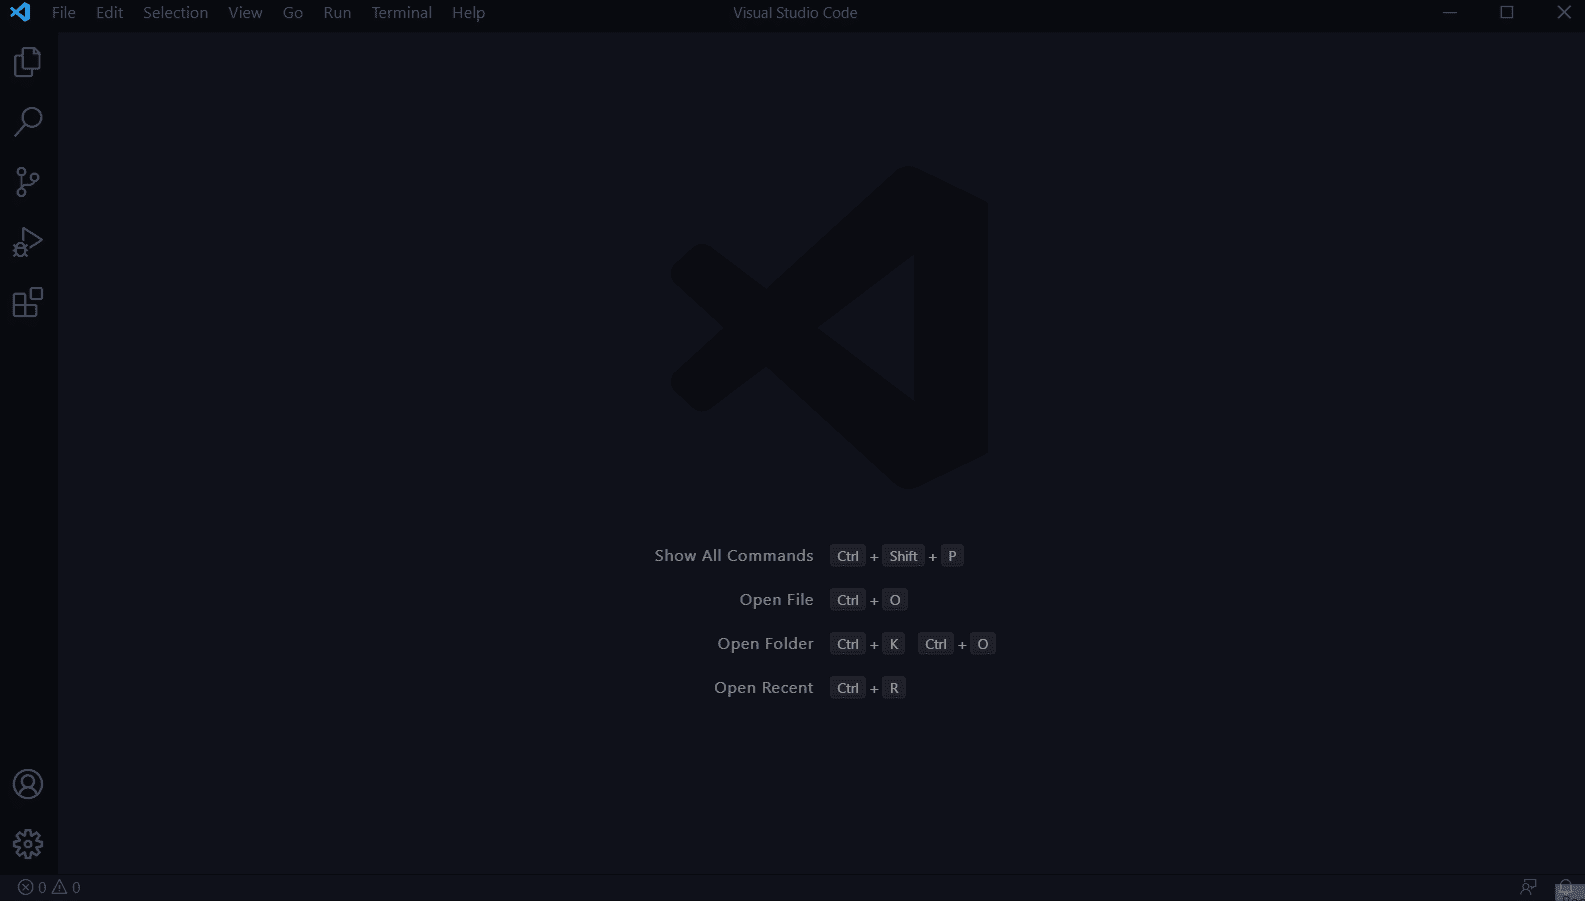 File Edit Selection View Go Run Terminal Help Visual Studio Code
Show All Commands Ctrl + Shift + P
Open File Ctrl + O
Open Folder Ctrl + K Ctrl + O
Open Recent Ctrl + R
0 0